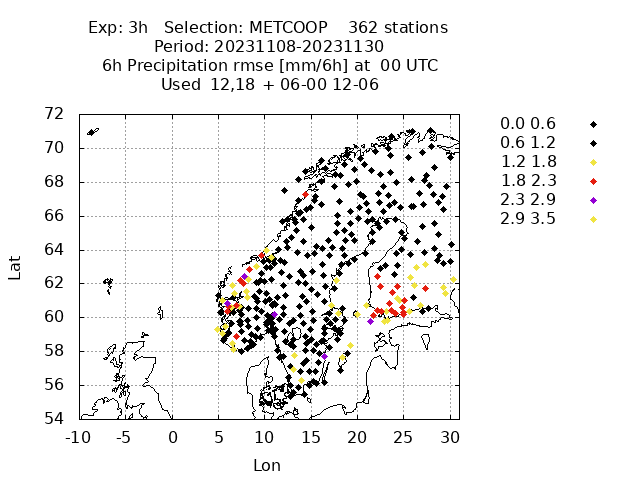 Exp: 3h   Selection: METCOOP    362 stations
Period: 20231108-20231130
6h Precipitation rmse [mm/6h] at  00 UTC
Used  12,18  + 06-00 12-06
72
70
68
66
64
62
60
58
56
54
Lat
-10 -5 0 5 10 15 20 25 30
Lon
0.0 0.6
0.6 1.2
1.2 1.8
1.8 2.3
2.3 2.9
2.9 3.5